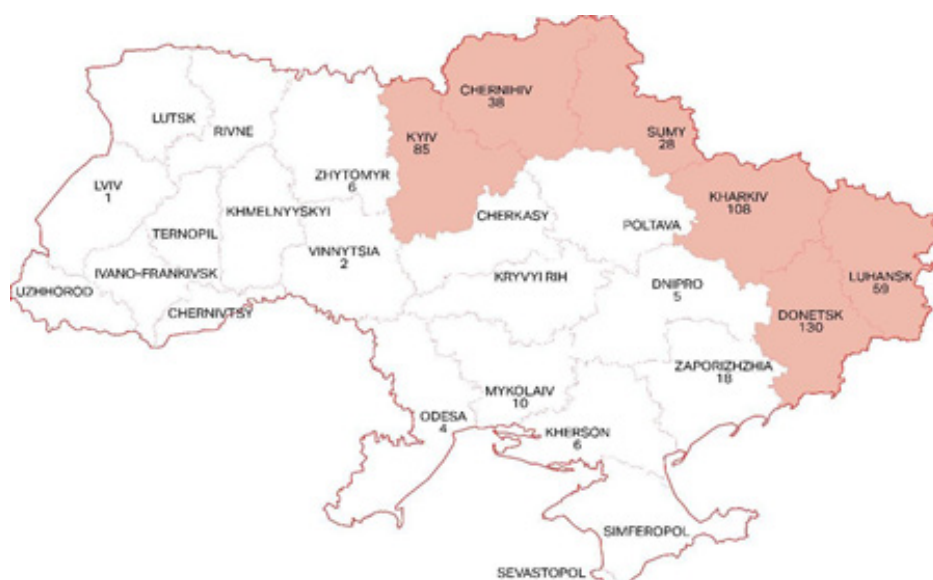 CHERNIHIV
38
LUTSK
RIVNE
KYIV
85
SUMY
28
LVIV
1
ZHYTOMYR
6
KHARKIV
108
KHMELNYYSKYI
CHERKASY
POLTAVA
TERNOPIL
VINNYTSIA
2
IVANO-FRANKIVSK
KRYVYI RIH
DNIPRO
5
LUHANSK
59
UZHHOROD
CHERNIVTSY
DONETSK
130
ZAPORIZHZHIA
18
MYKOLAIV
10
ODESA
4
KHERSON
6
SIMFEROPOL
SEVASTOPOL